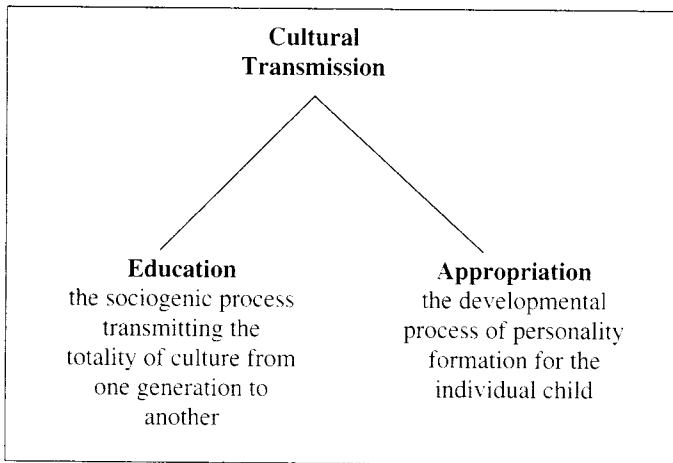 Cultural
Transmission
Education
the sociogenic process
transmitting the
totality of culture from
one generation to
another
Appropriation
the developmental
process of personality
formation for the
individual child